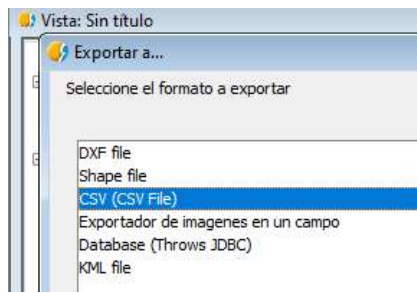 Vista: Sin título
Exportar a...
Seleccione el formato a exportar
DXF file
Shape file
CSV (CSV File)
Exportador de imagenes en un campo
Database (Throws JDBC)
KML file